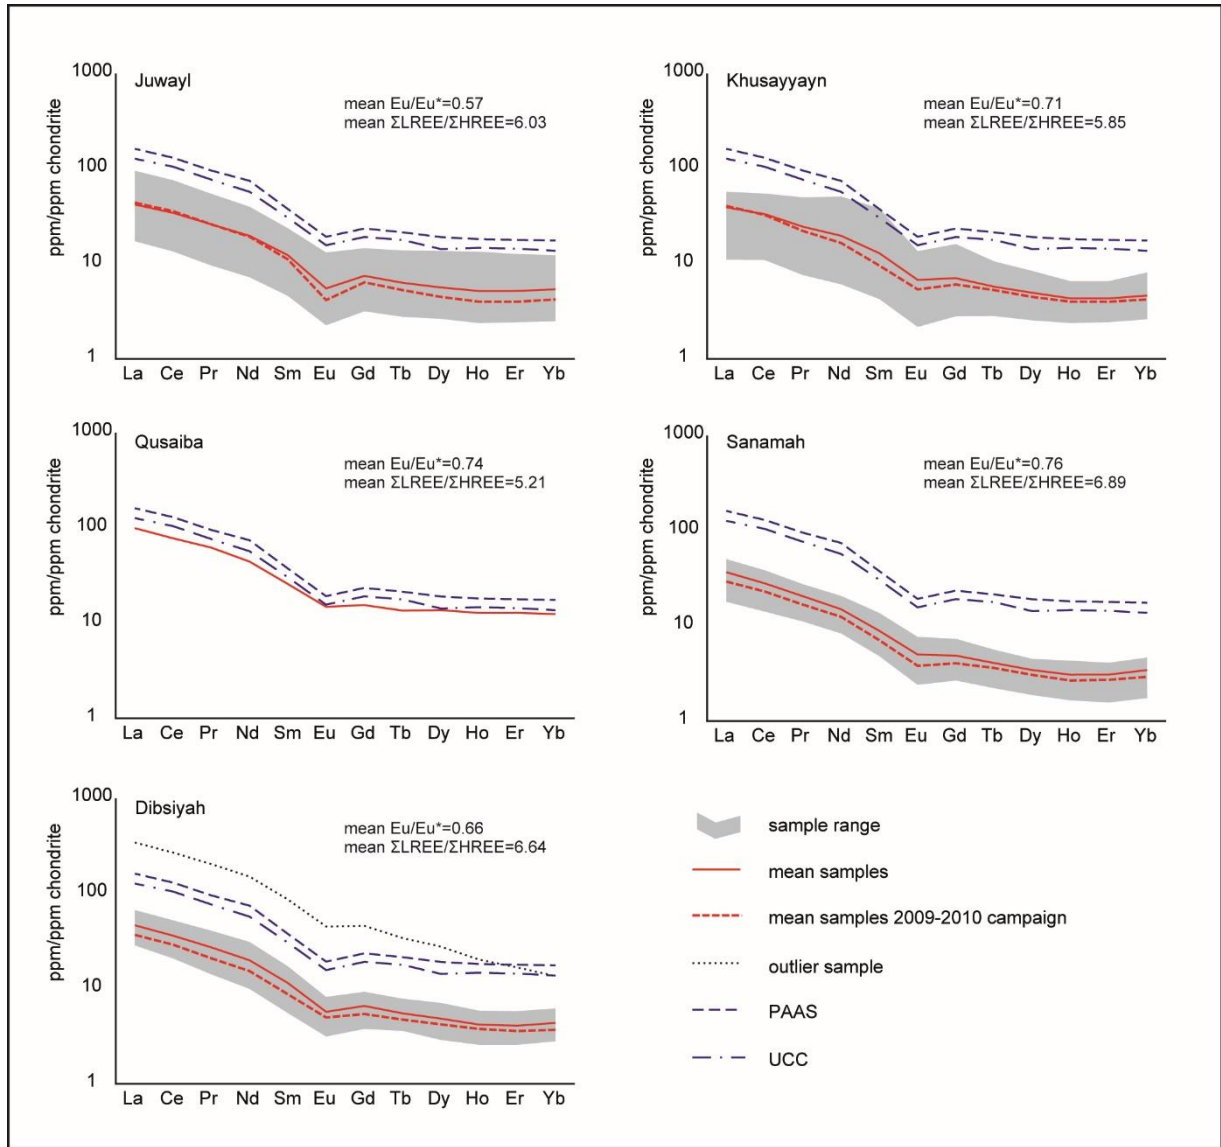 Juwayl
mean Eu/Eu*=0.57
mean ΣLREE/ΣHREE=6.03
ppm/ppm chondrite
1000
100
10
1
La Ce Pr Nd Sm Eu Gd Tb Dy Ho Er Yb
Khusayyayn
mean Eu/Eu*=0.71
mean ΣLREE/ΣHREE=5.85
ppm/ppm chondrite
1000
100
10
1
La Ce Pr Nd Sm Eu Gd Tb Dy Ho Er Yb
Qusaiba
mean Eu/Eu*=0.74
mean ΣLREE/ΣHREE=5.21
ppm/ppm chondrite
1000
100
10
1
La Ce Pr Nd Sm Eu Gd Tb Dy Ho Er Yb
Sanamah
mean Eu/Eu*=0.76
mean ΣLREE/ΣHREE=6.89
ppm/ppm chondrite
1000
100
10
1
La Ce Pr Nd Sm Eu Gd Tb Dy Ho Er Yb
Dibsiyah
mean Eu/Eu*=0.66
mean ΣLREE/ΣHREE=6.64
ppm/ppm chondrite
1000
100
10
1
La Ce Pr Nd Sm Eu Gd Tb Dy Ho Er Yb
sample range
mean samples
mean samples 2009-2010 campaign
outlier sample
PAAS
UCC